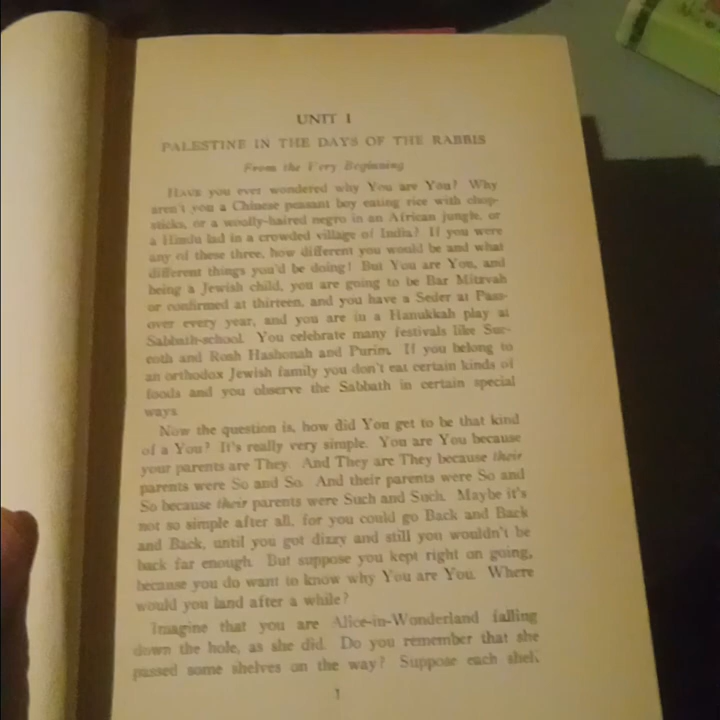 UNIT I
PALESTINE IN THE DAYS OF THE RABBIS
From the Very Beginning
HAVE you ever wondered why You are You? Why
aren't you a Chinese peasant boy eating rice with chop-
sticks, or a woolly-haired negro in an African jungle, or
a Hindu lad in a crowded village of India? If you were
any of these three, how different you would be and what
different things you'd be doing! But You are You, and
being a Jewish child, you are going to be Bar Mitzvah
or confirmed at thirteen, and you have a Seder at Pass-
over every year, and you are in a Hanukkah play at
Sabbath-school. You celebrate many festivals like Suc-
coth and Rosh Hashonah and Purim. If you belong to
an orthodox Jewish family you don't eat certain kinds of
foods and you observe the Sabbath in certain special
ways.
Now the question is, how did You get to be that kind
of a You? It's really very simple. You are You because
your parents are They. And They are They because their
parents were So and So. And their parents were So and
So because their parents were Such and Such. Maybe it's
not so simple after all, for you could go Back and Back
and Back, until you got dizzy and still you wouldn't be
back far enough. But suppose you kept right on going,
because you do want to know why You are You. Where
would you land after a while?
Imagine that you are Alice-in-Wonderland falling
down the hole, as she did. Do you remember that she
passed some shelves on the way? Suppose each shelf
1